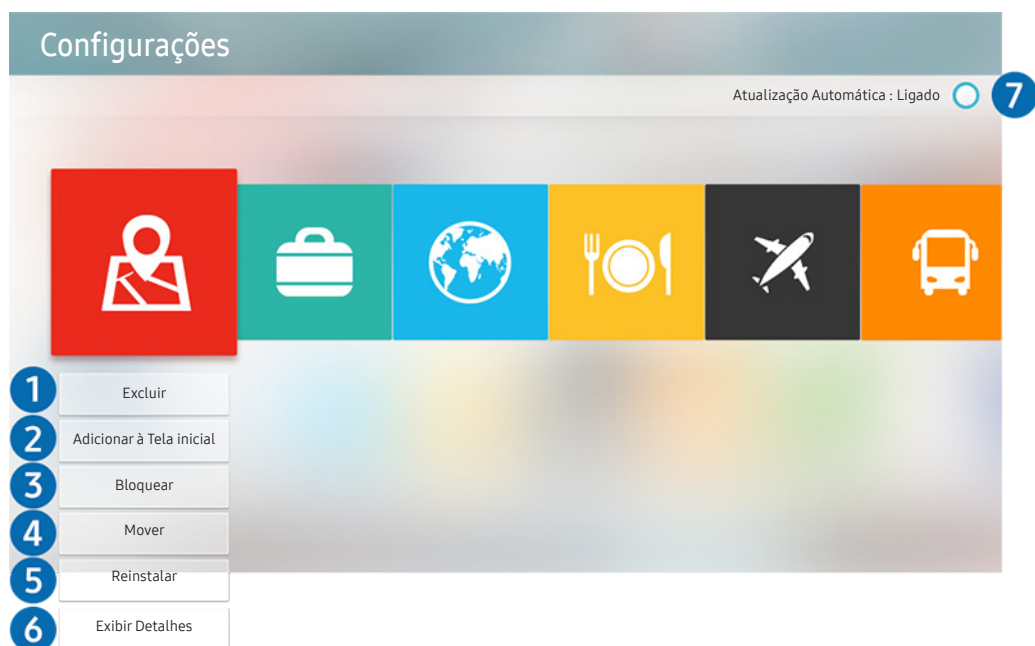 Configurações
Atualização Automática : Ligado 7
1 Excluir
2 Adicionar à Tela inicial
3 Bloquear
4 Mover
5 Reinstalar
6 Exibir Detalhes